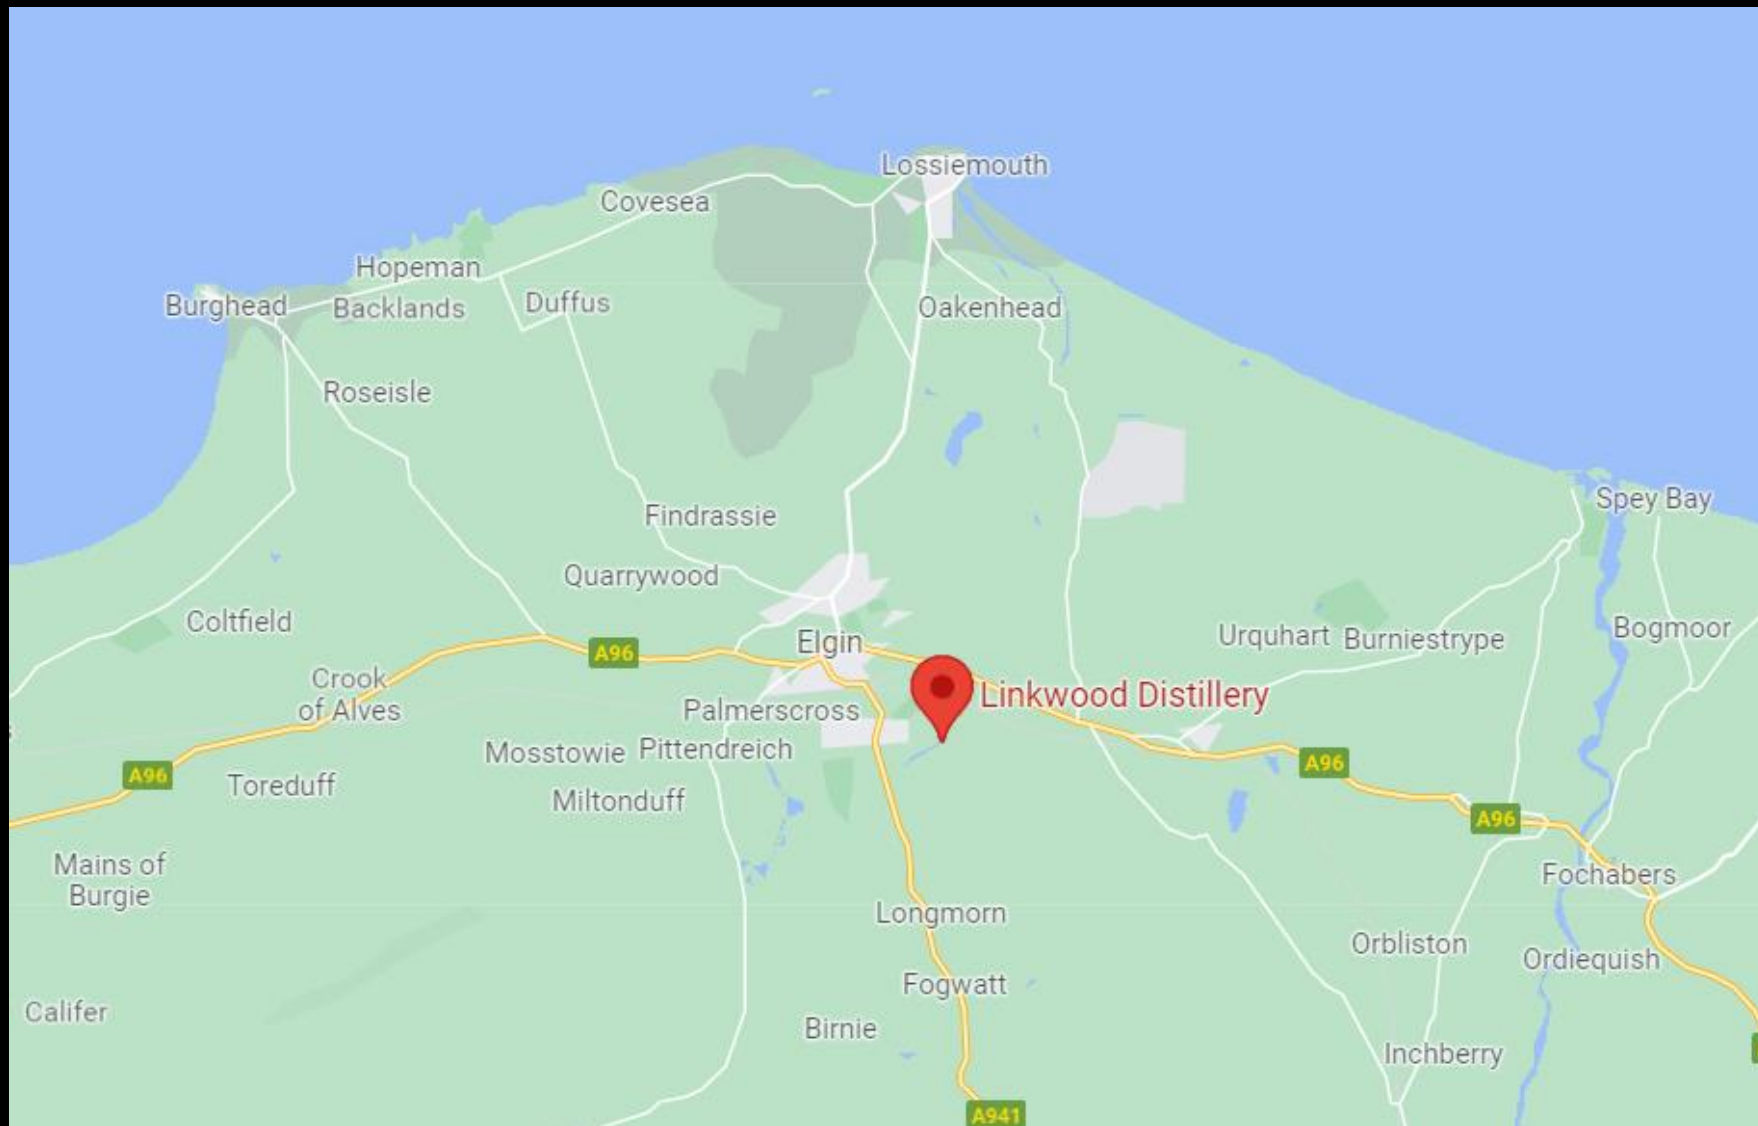 Lossiemouth
Covesea
Hopeman
Burghead
Backlands
Duffus
Oakenhead
Roseisle
Spey Bay
Findrassie
Quarrywood
Coltfield
Urquhart
Burniestrype
Bogmoor
Elgin
A96
Crook
of Alves
Linkwood Distillery
Palmerscross
Mosstowie
Pittendreich
A96
A96
Toreduff
Miltonduff
A96
Mains of
Burgie
Fochabers
Longmorn
Orbliston
Ordiequish
Fogwatt
Califer
Birnie
Inchberry
A941